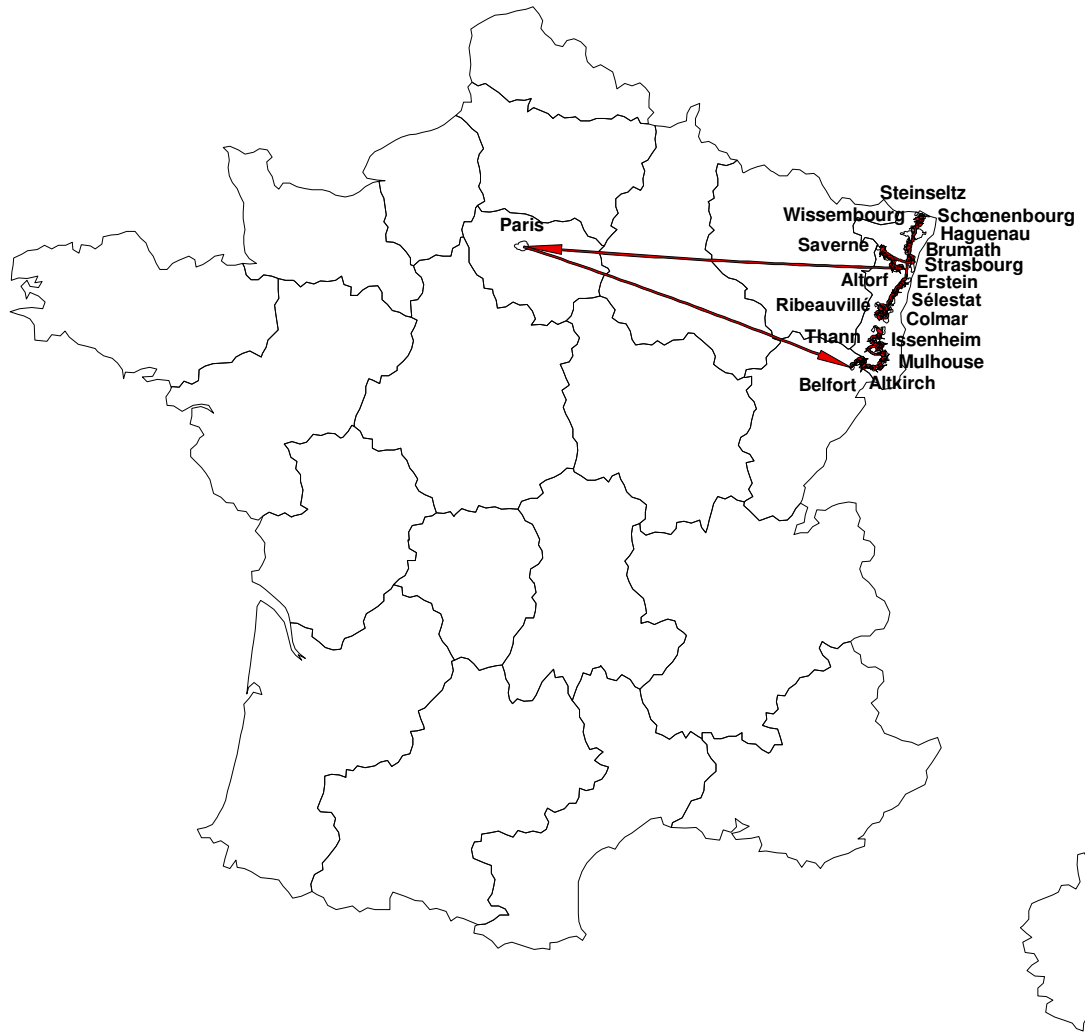 Steinseltz
Wissembourg
Schœnenbourg
Paris
Haguenau
Saverne
Brumath
Strasbourg
Altorf
Erstein
Sélestat
Ribeauvillé
Colmar
Thann
Issenheim
Mulhouse
Belfort
Altkirch